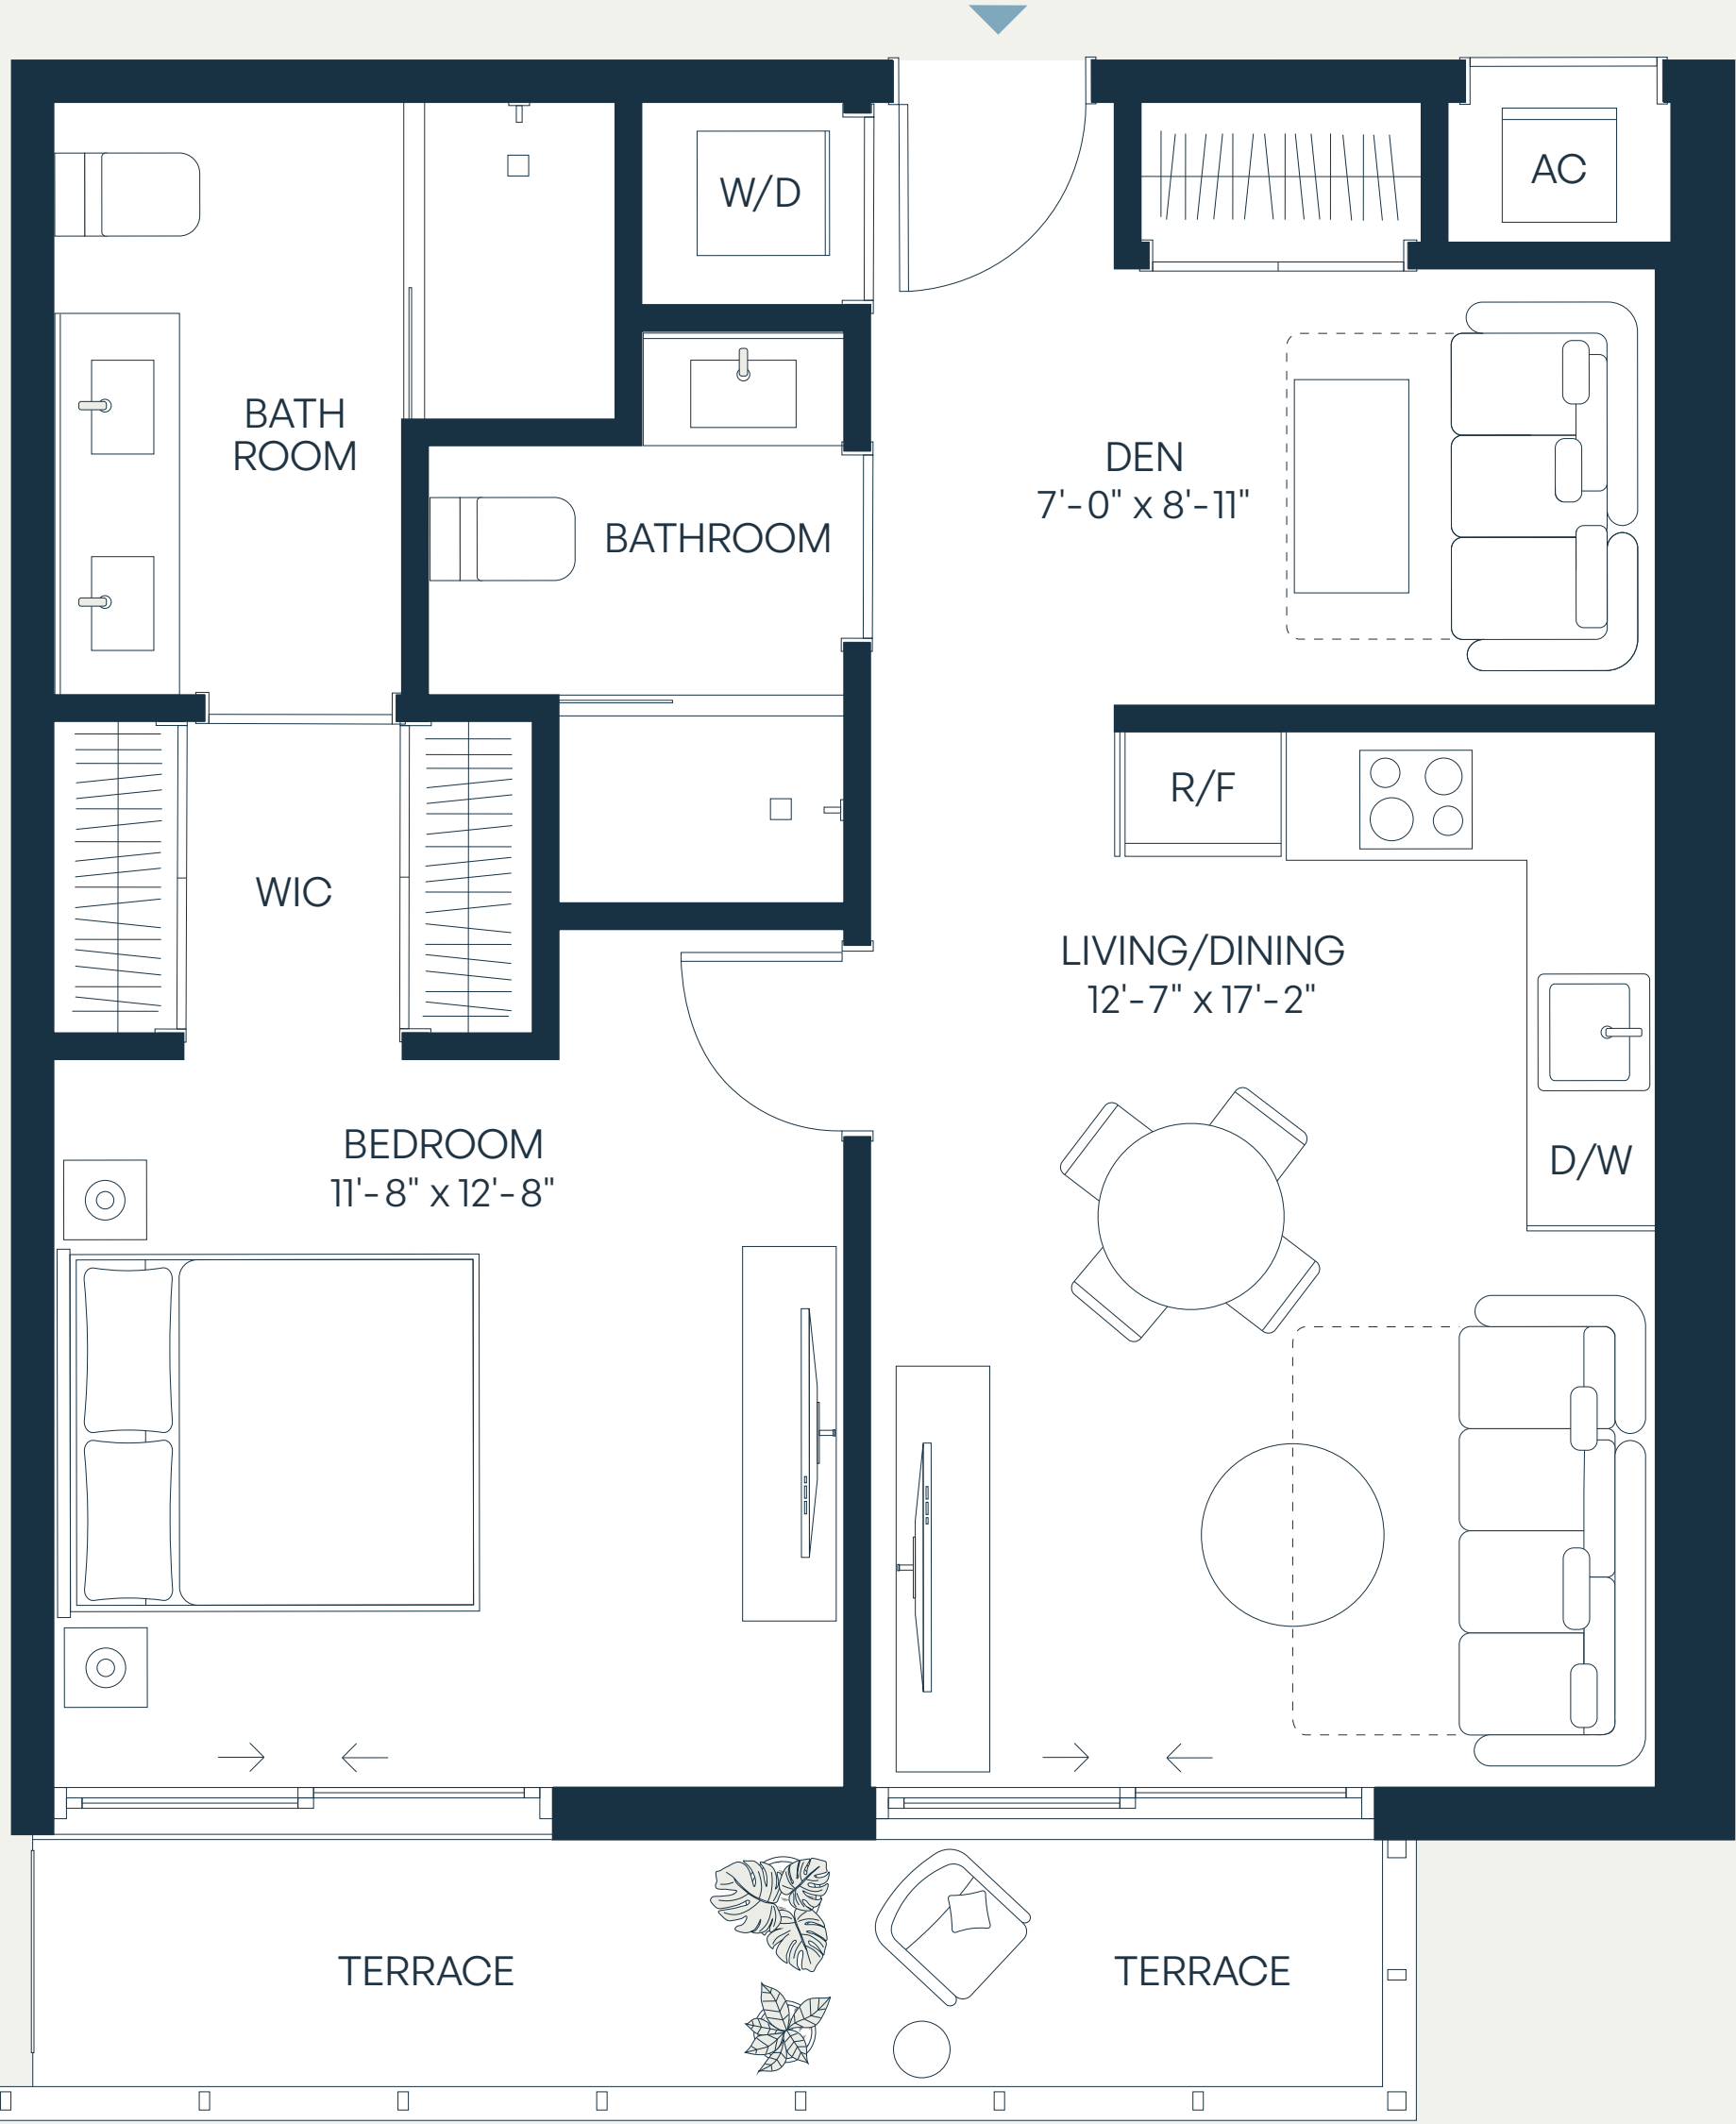 W/D
AC
BATH
ROOM
DEN
7'-0" x 8'-11"
BATHROOM
R/F
WIC
LIVING/DINING
12'-7" x 17'-2"
BEDROOM
11'-8" x 12'-8"
D/W
TERRACE
TERRACE